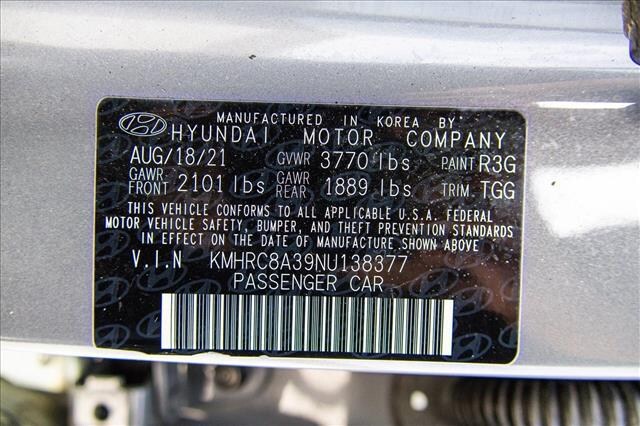 MANUFACTURED IN KOREA BY
HYUNDAI MOTOR COMPANY
AUG/18/21 GVWR 3770 lbs PAINT R3G
GAWR FRONT 2101 lbs GAWR REAR 1889 lbs TRIM. TGG
THIS VEHICLE CONFORMS TO ALL APPLICABLE U.S.A. FEDERAL
MOTOR VEHICLE SAFETY, BUMPER, AND THEFT PREVENTION STANDARDS
IN EFFECT ON THE DATE OF MANUFACTURE SHOWN ABOVE
V.I.N KMHRC8A39NU138377
PASSENGER CAR